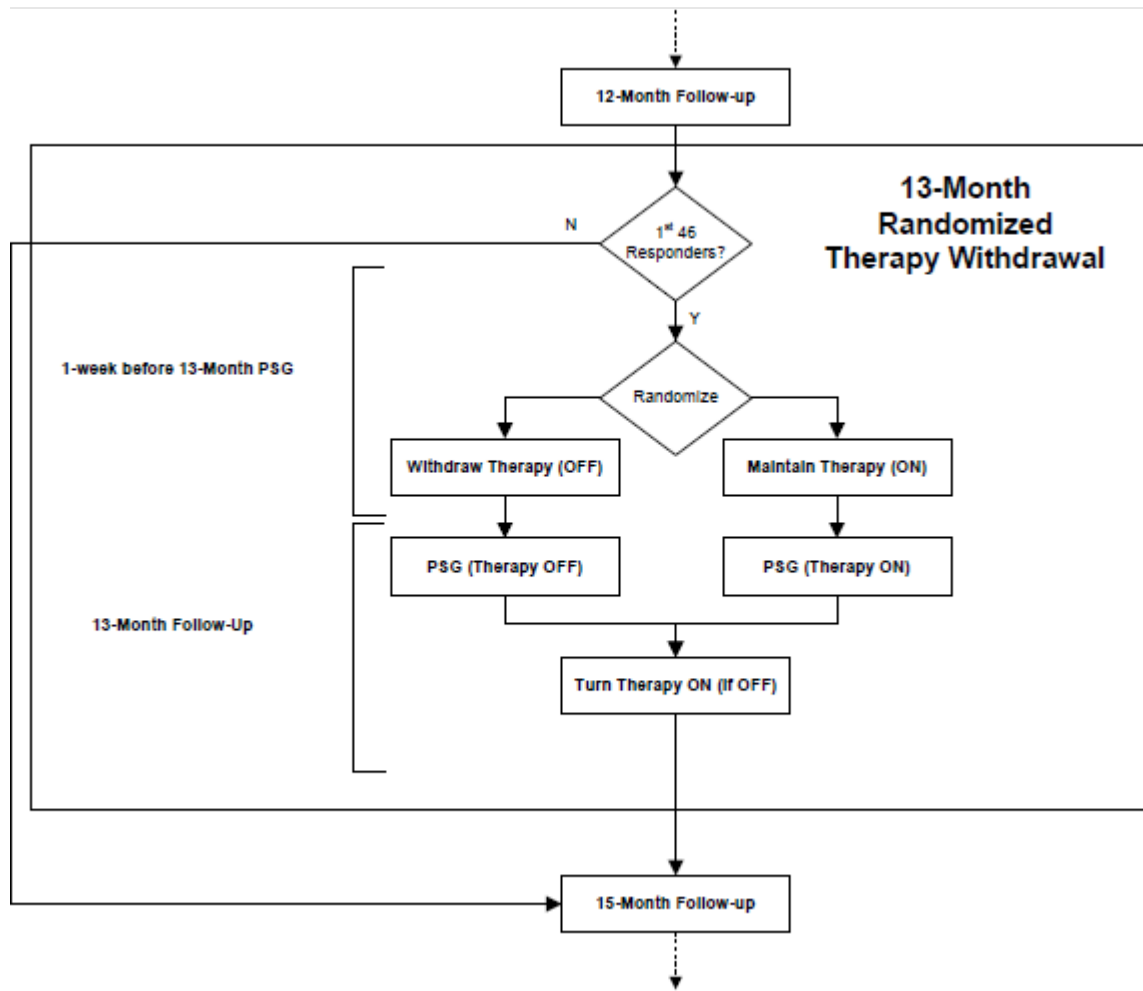 12-Month Follow-up
13-Month
Randomized
Therapy Withdrawal
N
1st 46
Responders?
Y
1-week before 13-Month PSG
Randomize
Withdraw Therapy (OFF)
Maintain Therapy (ON)
PSG (Therapy OFF)
PSG (Therapy ON)
13-Month Follow-Up
Turn Therapy ON (If OFF)
15-Month Follow-up